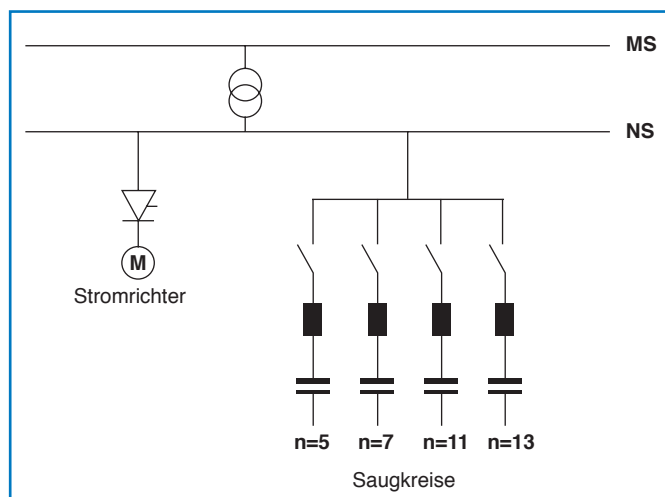 MS
NS
M
Stromrichter
n=5 n=7 n=11 n=13
Saugkreise